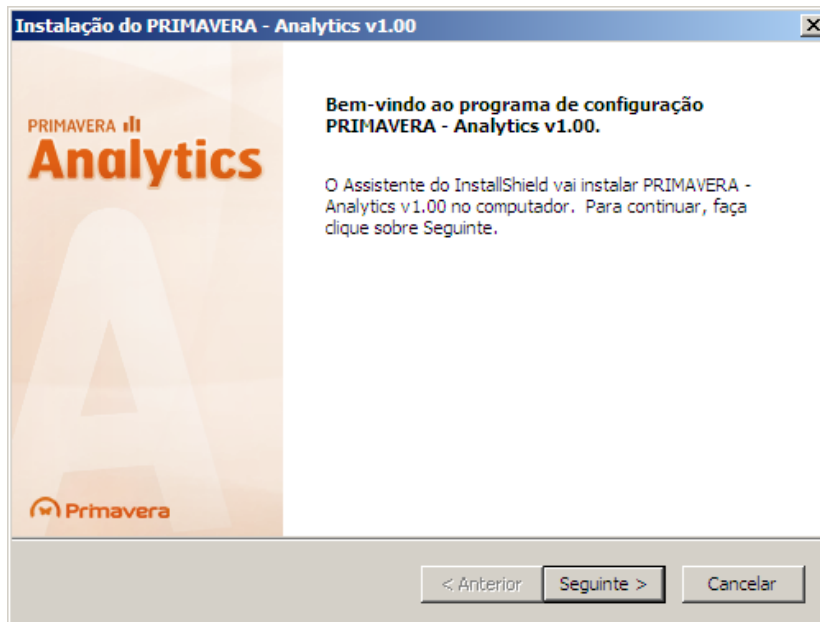 Instalação do PRIMAVERA - Analytics v1.00
PRIMAVERA
Analytics
Bem-vindo ao programa de configuração
PRIMAVERA - Analytics v1.00.
O Assistente do InstallShield vai instalar PRIMAVERA -
Analytics v1.00 no computador. Para continuar, faça
clique sobre Seguinte.
Primavera
< Anterior
Seguinte >
Cancelar